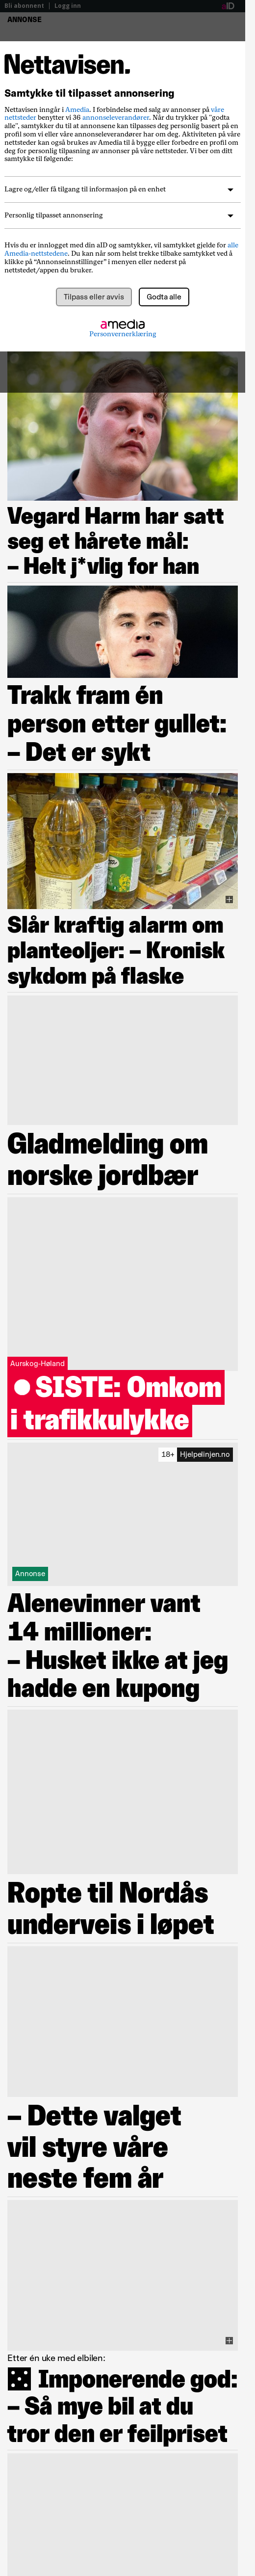 Bli abonnent | Logg inn
aID
ANNONSE
Nettavisen.
Samtykke til tilpasset annonsering
Nettavisen inngår i Amedia. I forbindelse med salg av annonser på våre
nettsteder benytter vi 36 annonseleverandører. Når du trykker på "godta
alle", samtykker du til at annonsene kan tilpasses deg personlig basert på en
profil som vi eller våre annonseleverandører har om deg. Aktiviteten på våre
nettsteder kan også brukes av Amedia til å bygge eller forbedre en profil om
deg for personlig tilpasning av annonser på våre nettsteder. Vi ber om ditt
samtykke til følgende:
Lagre og/eller få tilgang til informasjon på en enhet
Personlig tilpasset annonsering
Hvis du er innlogget med din aID og samtykker, vil samtykket gjelde for alle
Amedia-nettstedene. Du kan når som helst trekke tilbake samtykket ved å
klikke på “Annonseinnstillinger” i menyen eller nederst på
nettstedet/appen du bruker.
Tilpass eller avvis
Godta alle
amedia
Personvernerklæring
Vegard Harm har satt
seg et hårete mål:
– Helt j*vlig for han
Trakk fram én
person etter gullet:
– Det er sykt
Slår kraftig alarm om
planteoljer: – Kronisk
sykdom på flaske
Gladmelding om
norske jordbær
Aurskog-Høland
SISTE: Omkom
i trafikkulykke
18+ Hjelpelinjen.no
Annonse
Alenevinner vant
14 millioner:
– Husket ikke at jeg
hadde en kupong
Ropte til Nordås
underveis i løpet
– Dette valget
vil styre våre
neste fem år
Etter én uke med elbilen:
Imponerende god:
– Så mye bil at du
tror den er feilpriset